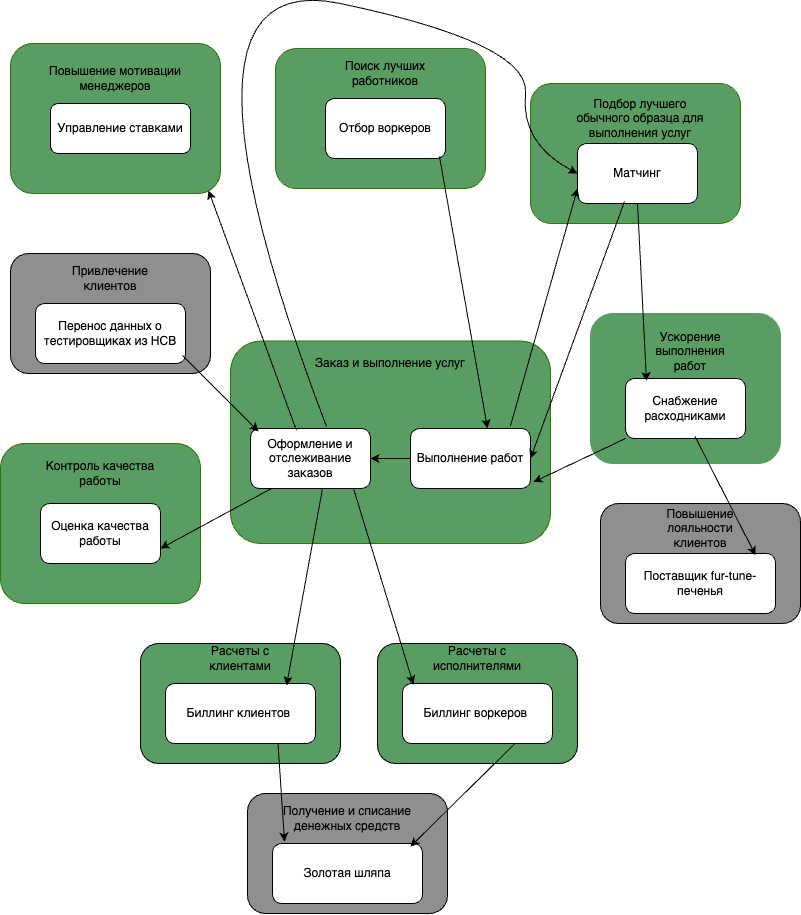 Повышение мотивации
менеджеров
Управление ставками
Поиск лучших
работников
Отбор воркеров
Подбор лучшего
обычного образца для
выполнения услуг
Матчинг
Привлечение
клиентов
Перенос данных о
тестировщиках из НСВ
Заказ и выполнение услуг
Оформление и
отслеживание
заказов
Выполнение работ
Ускорение
выполнения
работ
Снабжение
расходниками
Контроль качества
работы
Оценка качества
работы
Повышение
лояльности
клиентов
Поставщик fur-tune-
печенья
Расчеты с
клиентами
Биллинг клиентов
Расчеты с
исполнителями
Биллинг воркеров
Получение и списание
денежных средств
Золотая шляпа